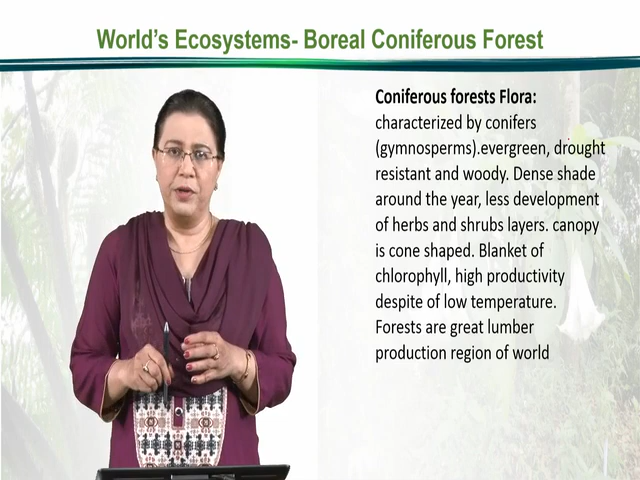 World's Ecosystems- Boreal Coniferous Forest
Coniferous forests Flora:
characterized by conifers
(gymnosperms).evergreen, drought
resistant and woody. Dense shade
around the year, less development
of herbs and shrubs layers. canopy
is cone shaped. Blanket of
chlorophyll, high productivity
despite of low temperature.
Forests are great lumber
production region of world